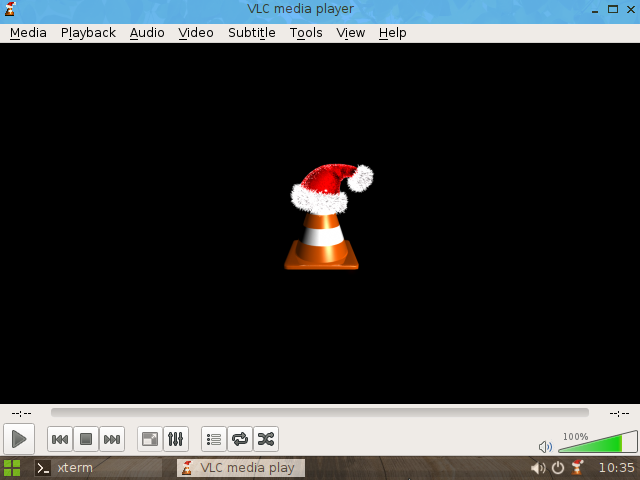 VLC media player
Media Playback Audio Video Subtitle Tools View Help
--:-- --:--
100%
xterm VLC media play 10:35